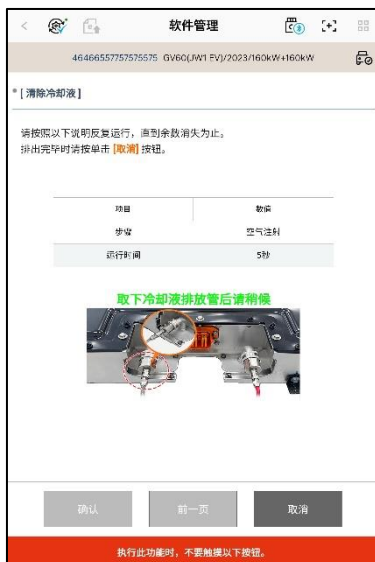 软件管理
46466557757575575 GV60(JW1 EV)/2023/160kW+160kW
* [ 清除冷却液 ]
请按照以下说明反复运行，直到余数消失为止。
排出完毕时请按单击 [取消] 按钮。
项目 数值
步骤 空气注射
运行时间 5秒
取下冷却液排放管后请稍候
确认 前一页 取消
执行此功能时，不要触摸以下按钮。